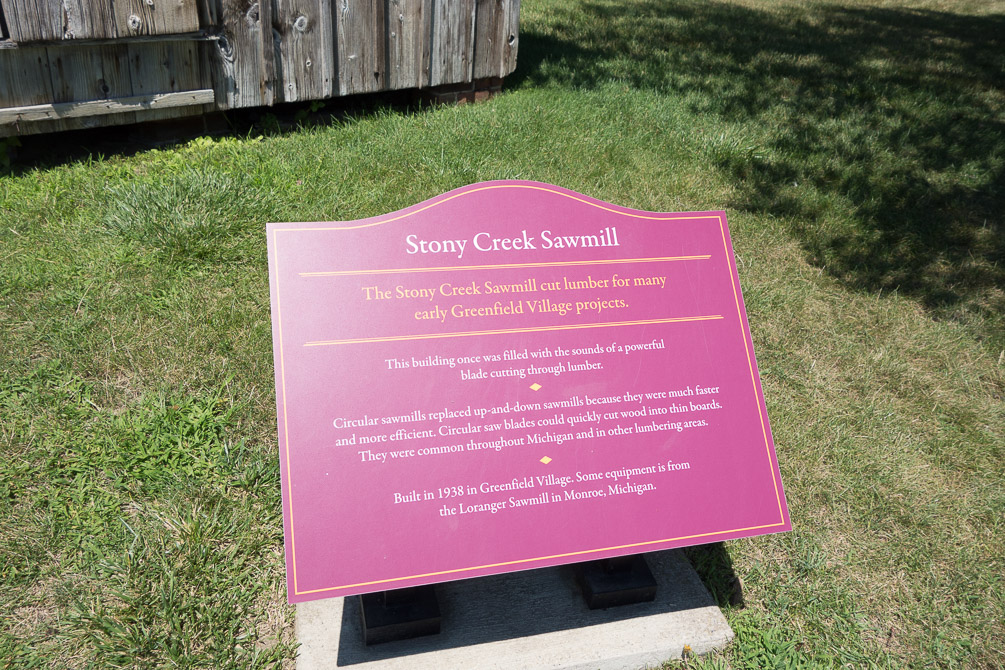 Stony Creek Sawmill
The Stony Creek Sawmill cut lumber for many
early Greenfield Village projects.
This building once was filled with the sounds of a powerful
blade cutting through lumber.
Circular sawmills replaced up-and-down sawmills because they were much faster
and more efficient. Circular saw blades could quickly cut wood into thin boards.
They were common throughout Michigan and in other lumbering areas.
Built in 1938 in Greenfield Village. Some equipment is from
the Loranger Sawmill in Monroe, Michigan.